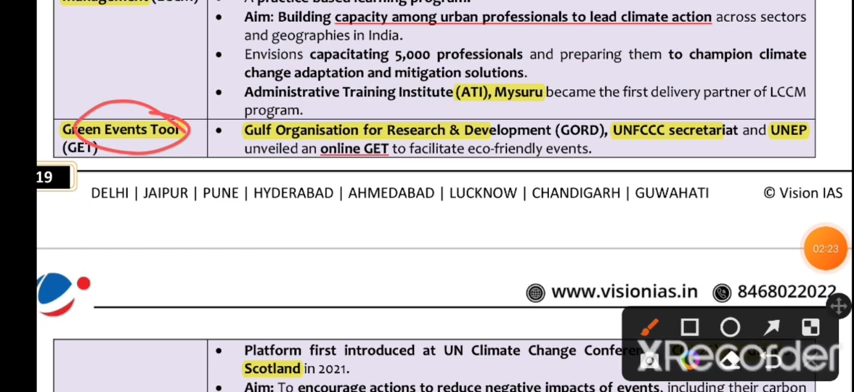 • A practice based learning program.
• Aim: Building capacity among urban professionals to lead climate action across sectors
and geographies in India.
• Envisions capacitating 5,000 professionals and preparing them to champion climate
change adaptation and mitigation solutions.
• Administrative Training Institute (ATI), Mysuru became the first delivery partner of LCCM
program.
Green Events Tool
(GET)
• Gulf Organisation for Research & Development (GORD), UNFCCC secretariat and UNEP
unveiled an online GET to facilitate eco-friendly events.
19
DELHI | JAIPUR | PUNE | HYDERABAD | AHMEDABAD | LUCKNOW | CHANDIGARH | GUWAHATI
© Vision IAS
02:23
www.visionias.in
8468022022
XRecorder
• Platform first introduced at UN Climate Change
Scotland in 2021.
• Aim: To encourage actions to reduce negative impacts of events, including their carbon